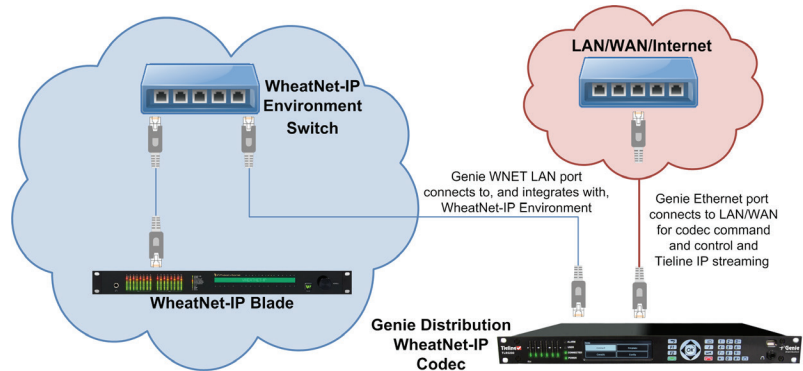 WheatNet-IP
Environment
Switch
LAN/WAN/Internet
Genie WNET LAN port
connects to, and integrates with,
WheatNet-IP Environment
Genie Ethernet port
connects to LAN/WAN
for codec command
and control and
Tieline IP streaming
WheatNet-IP Blade
Genie Distribution
WheatNet-IP
Codec
Tieline
Genie
OK